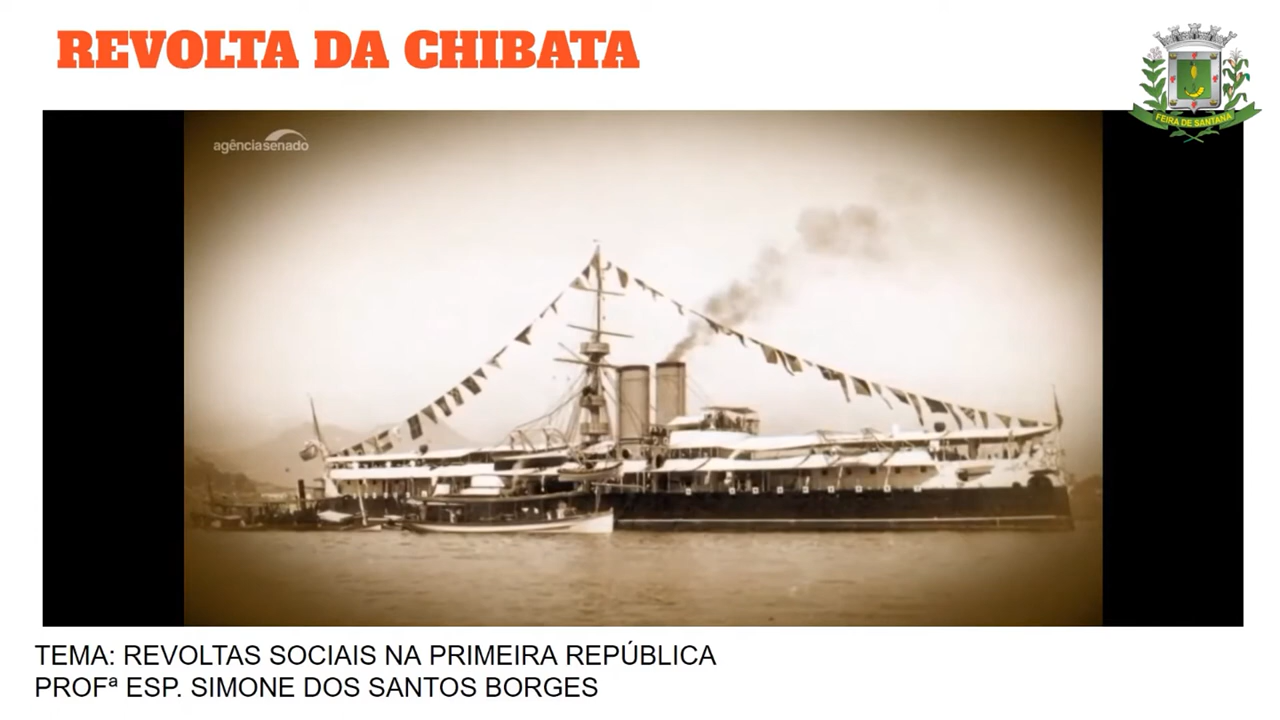 REVOLTA DA CHIBATA
FEIRA DE SANTANA
agênciasenado
TEMA: REVOLTAS SOCIAIS NA PRIMEIRA REPÚBLICA
PROFª ESP. SIMONE DOS SANTOS BORGES